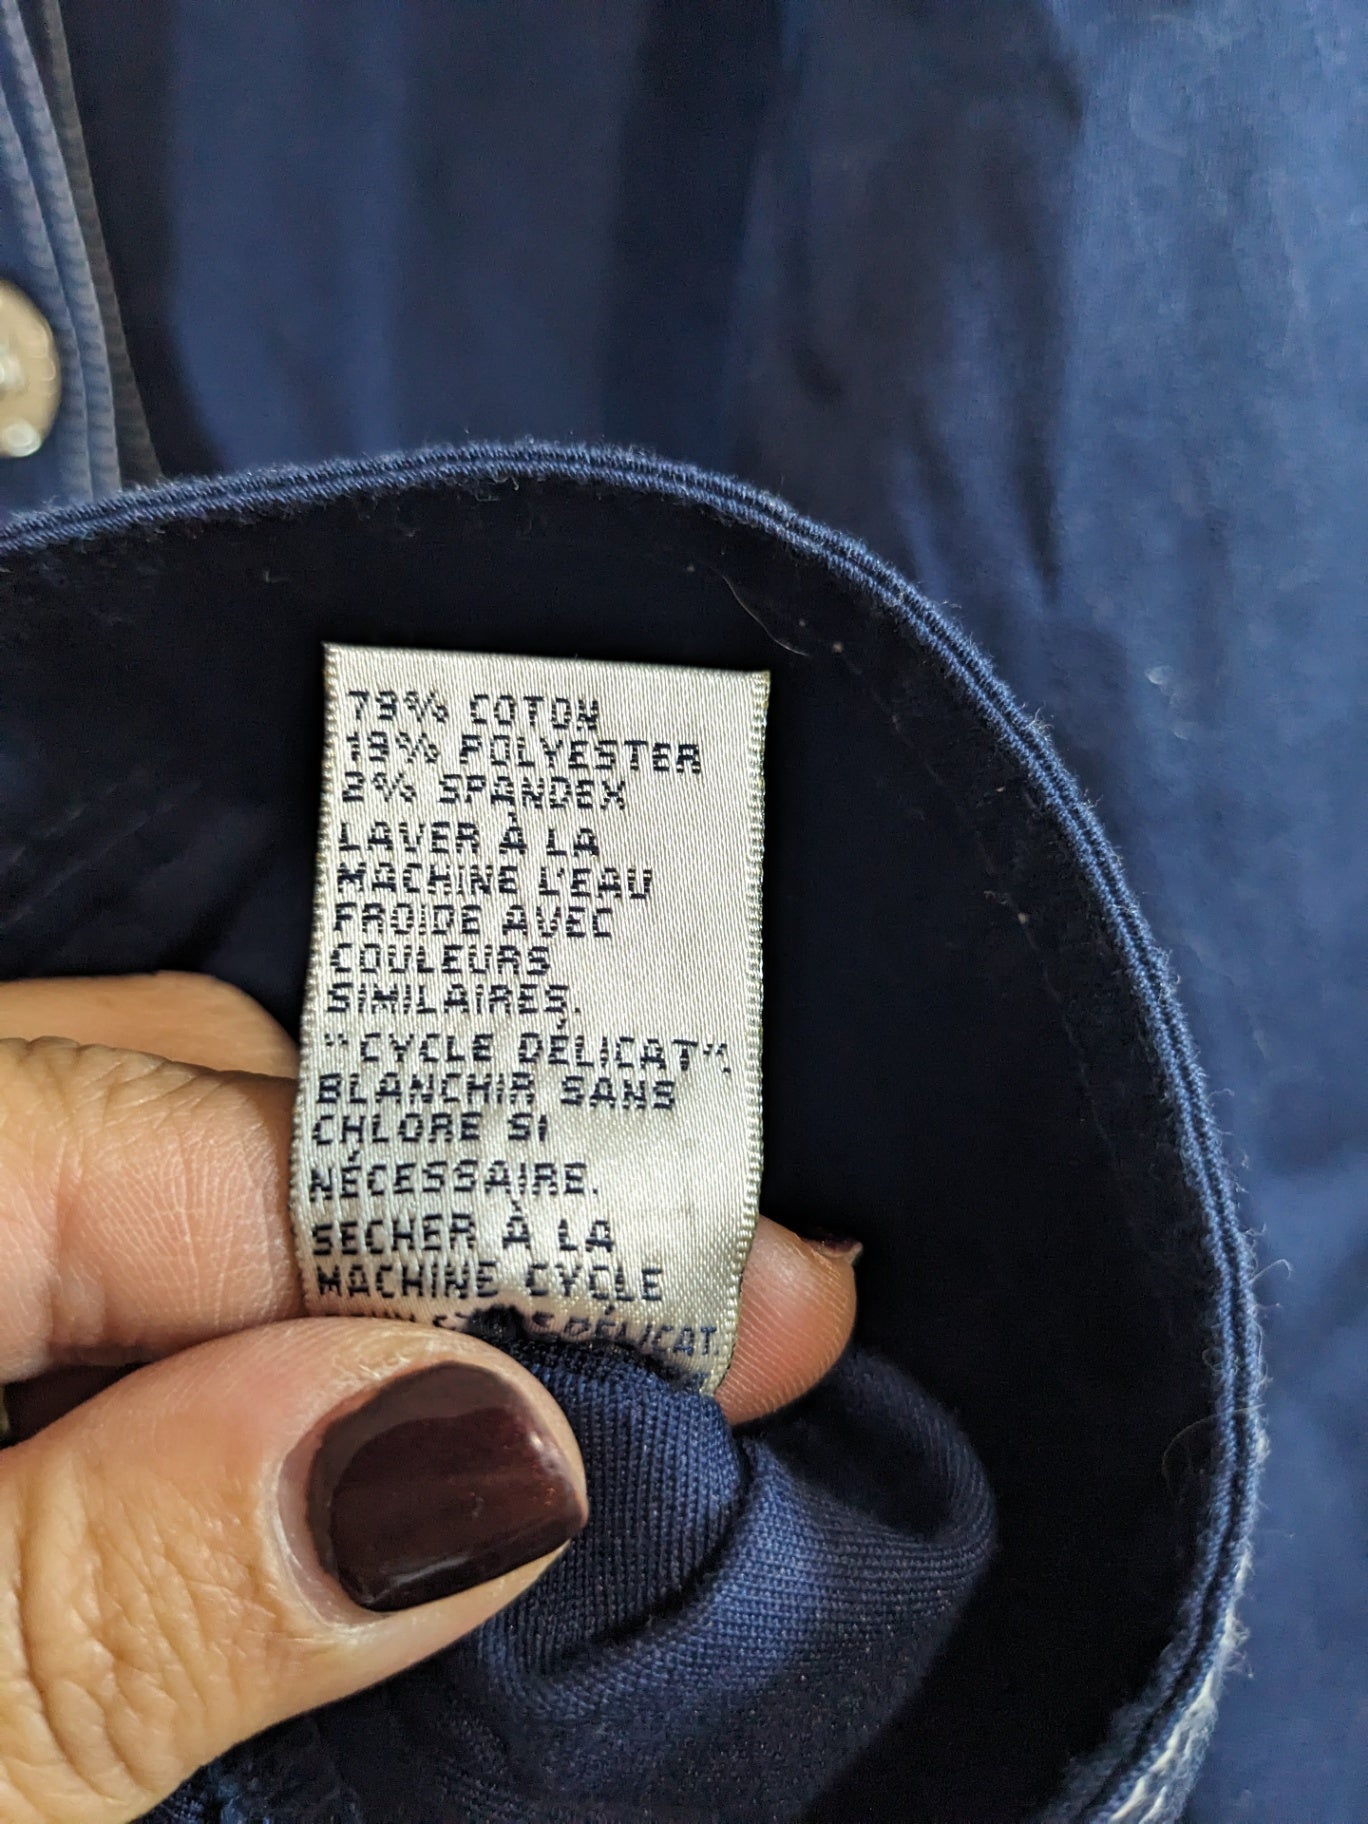 79% COTON
19% POLYESTER
2% SPANDEX
LAVER À LA
MACHINE L'EAU
FROIDE AVEC
COULEURS
SIMILAIRES.
"CYCLE DÉLICAT".
BLANCHIR SANS
CHLORE SI
NÉCESSAIRE.
SECHER À LA
MACHINE CYCLE
DÉLICAT.